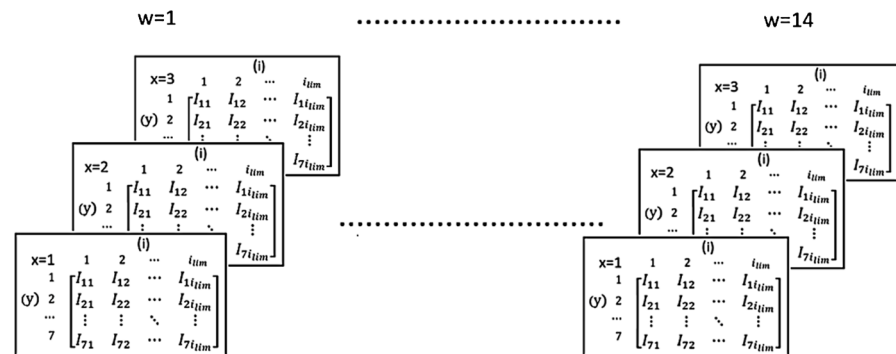 w=1 ........................... w=14
(i)
x=3 1 2 ... i_lim
1 I_11 I_12 ⋯ I_1i_lim
(y) 2 I_21 I_22 ⋯ I_2i_lim
... ⋮ ⋮ ⋱ ⋮
I_7i_lim
(i)
x=2 1 2 ... i_lim
1 I_11 I_12 ⋯ I_1i_lim
(y) 2 I_21 I_22 ⋯ I_2i_lim
... ⋮ ⋮ ⋱ ⋮
I_7i_lim
(i)
x=1 1 2 ... i_lim
1 I_11 I_12 ⋯ I_1i_lim
(y) 2 I_21 I_22 ⋯ I_2i_lim
... ⋮ ⋮ ⋱ ⋮
7 I_71 I_72 ⋯ I_7i_lim
...........................
(i)
x=3 1 2 ... i_lim
1 I_11 I_12 ⋯ I_1i_lim
(y) 2 I_21 I_22 ⋯ I_2i_lim
... ⋮ ⋮ ⋱ ⋮
I_7i_lim
(i)
x=2 1 2 ... i_lim
1 I_11 I_12 ⋯ I_1i_lim
(y) 2 I_21 I_22 ⋯ I_2i_lim
... ⋮ ⋮ ⋱ ⋮
I_7i_lim
(i)
x=1 1 2 ... i_lim
1 I_11 I_12 ⋯ I_1i_lim
(y) 2 I_21 I_22 ⋯ I_2i_lim
... ⋮ ⋮ ⋱ ⋮
7 I_71 I_72 ⋯ I_7i_lim